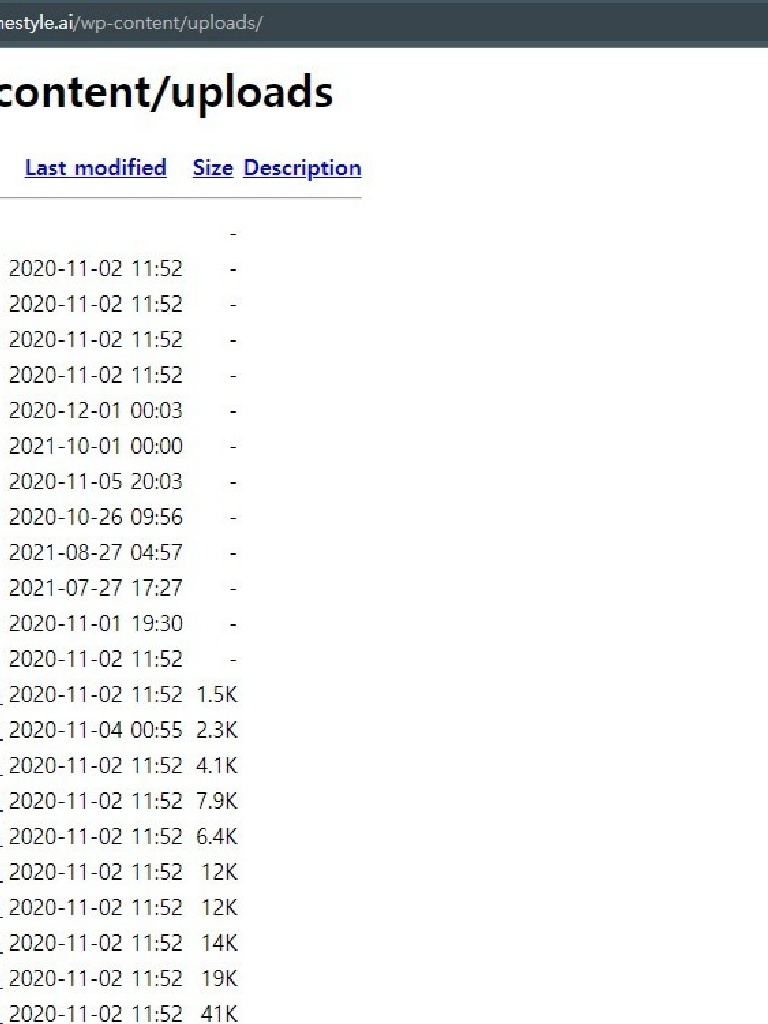 nestyle.ai/wp-content/uploads/
content/uploads
Last modified Size Description
-
2020-11-02 11:52 -
2020-11-02 11:52 -
2020-11-02 11:52 -
2020-11-02 11:52 -
2020-12-01 00:03 -
2021-10-01 00:00 -
2020-11-05 20:03 -
2020-10-26 09:56 -
2021-08-27 04:57 -
2021-07-27 17:27 -
2020-11-01 19:30 -
2020-11-02 11:52 -
2020-11-02 11:52 1.5K
2020-11-04 00:55 2.3K
2020-11-02 11:52 4.1K
2020-11-02 11:52 7.9K
2020-11-02 11:52 6.4K
2020-11-02 11:52 12K
2020-11-02 11:52 12K
2020-11-02 11:52 14K
2020-11-02 11:52 19K
2020-11-02 11:52 41K